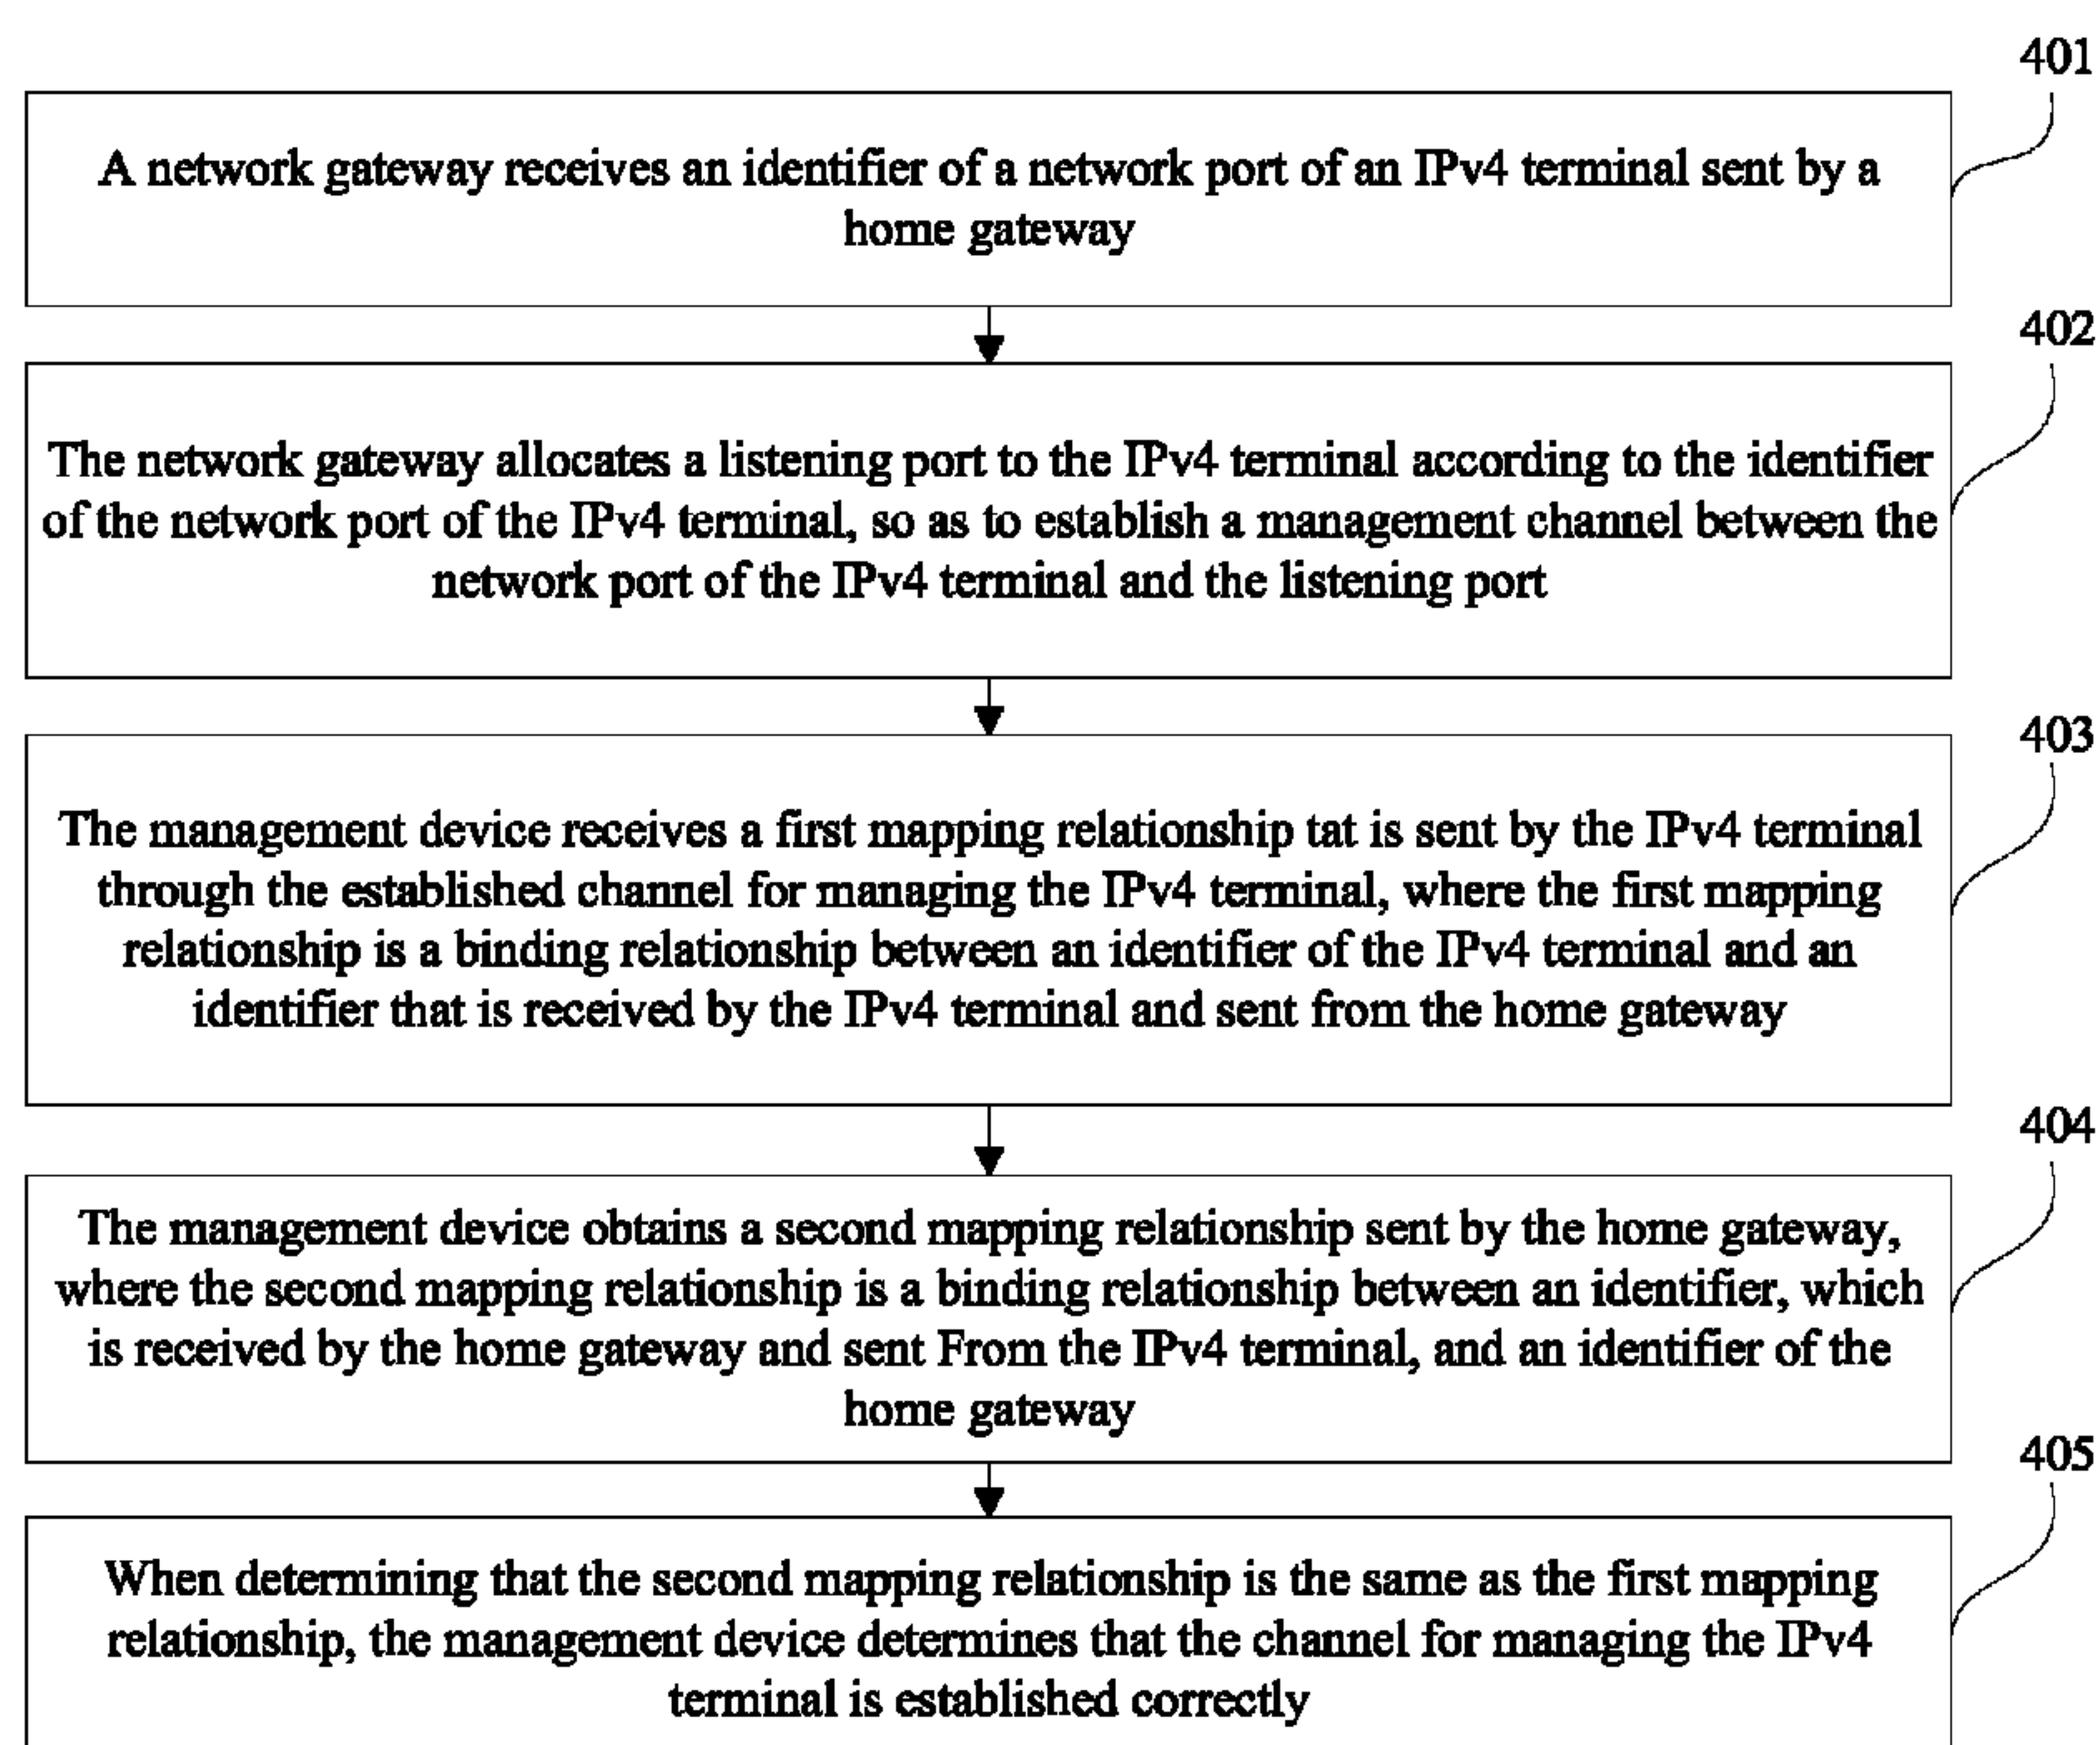 401
A network gateway receives an identifier of a network port of an IPv4 terminal sent by a
home gateway
402
The network gateway allocates a listening port to the IPv4 terminal according to the identifier
of the network port of the IPv4 terminal, so as to establish a management channel between the
network port of the IPv4 terminal and the listening port
403
The management device receives a first mapping relationship tat is sent by the IPv4 terminal
through the established channel for managing the IPv4 terminal, where the first mapping
relationship is a binding relationship between an identifier of the IPv4 terminal and an
identifier that is received by the IPv4 terminal and sent from the home gateway
404
The management device obtains a second mapping relationship sent by the home gateway,
where the second mapping relationship is a binding relationship between an identifier, which
is received by the home gateway and sent From the IPv4 terminal, and an identifier of the
home gateway
405
When determining that the second mapping relationship is the same as the first mapping
relationship, the management device determines that the channel for managing the IPv4
terminal is established correctly